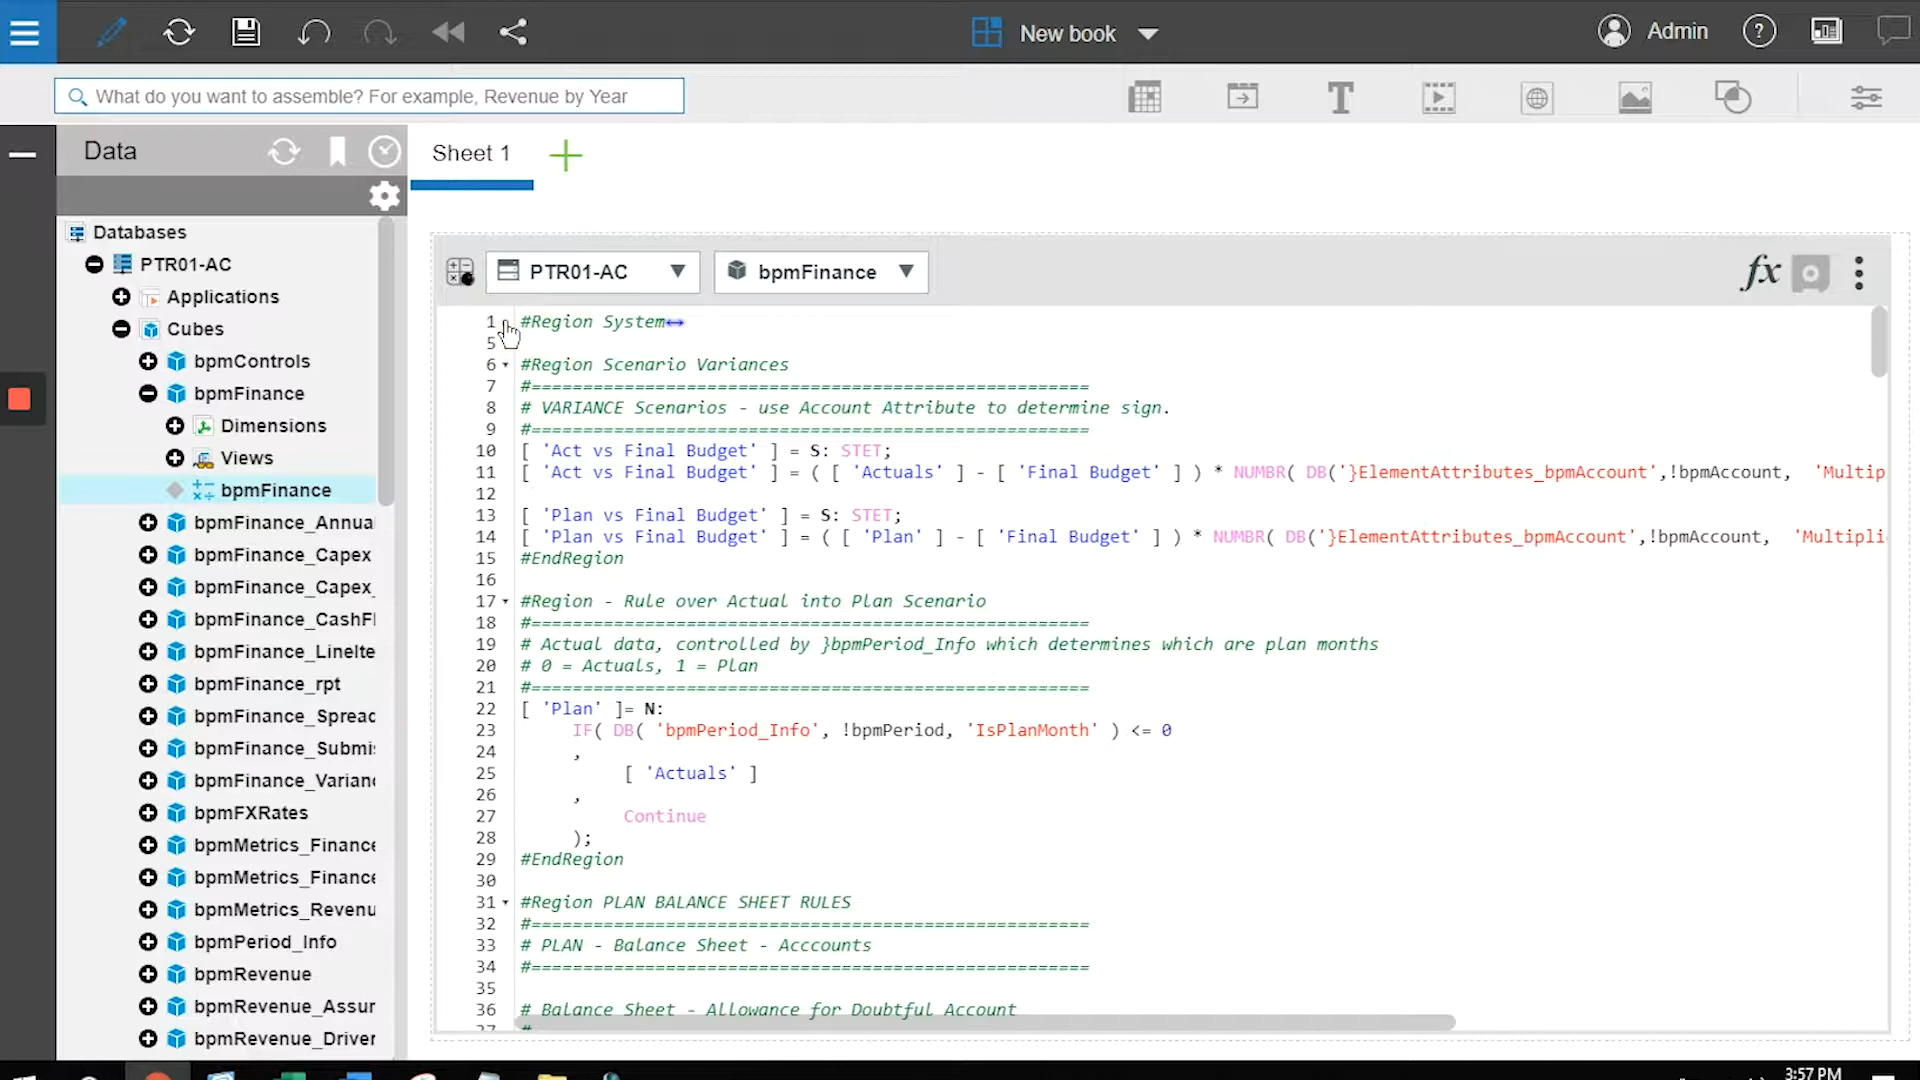 New book
Admin
?
What do you want to assemble? For example, Revenue by Year
T
Data
Sheet 1
Databases
PTR01-AC
Applications
Cubes
bpmControls
bpmFinance
Dimensions
Views
bpmFinance
bpmFinance_Annua
bpmFinance_Capex
bpmFinance_Capex_
bpmFinance_CashFl
bpmFinance_LineIte
bpmFinance_rpt
bpmFinance_Spread
bpmFinance_Submi
bpmFinance_Varianc
bpmFXRates
bpmMetrics_Finance
bpmMetrics_Finance
bpmMetrics_Revenu
bpmPeriod_Info
bpmRevenue
bpmRevenue_Assum
bpmRevenue_Driver
PTR01-AC
bpmFinance
fx
1 #Region System
5
6 #Region Scenario Variances
7 #======================================================
8 # VARIANCE Scenarios - use Account Attribute to determine sign.
9 #======================================================
10 [ 'Act vs Final Budget' ] = S: STET;
11 [ 'Act vs Final Budget' ] = ( [ 'Actuals' ] - [ 'Final Budget' ] ) * NUMBR( DB('}ElementAttributes_bpmAccount',!bpmAccount, 'Multip
12
13 [ 'Plan vs Final Budget' ] = S: STET;
14 [ 'Plan vs Final Budget' ] = ( [ 'Plan' ] - [ 'Final Budget' ] ) * NUMBR( DB('}ElementAttributes_bpmAccount',!bpmAccount, 'Multipli
15 #EndRegion
16
17 #Region - Rule over Actual into Plan Scenario
18 #======================================================
19 # Actual data, controlled by }bpmPeriod_Info which determines which are plan months
20 # 0 = Actuals, 1 = Plan
21 #======================================================
22 [ 'Plan' ]= N:
23 IF( DB( 'bpmPeriod_Info', !bpmPeriod, 'IsPlanMonth' ) <= 0
24 ,
25 [ 'Actuals' ]
26 ,
27 Continue
28 );
29 #EndRegion
30
31 #Region PLAN BALANCE SHEET RULES
32 #======================================================
33 # PLAN - Balance Sheet - Acccounts
34 #======================================================
35
36 # Balance Sheet - Allowance for Doubtful Account
37 #
3:57 PM